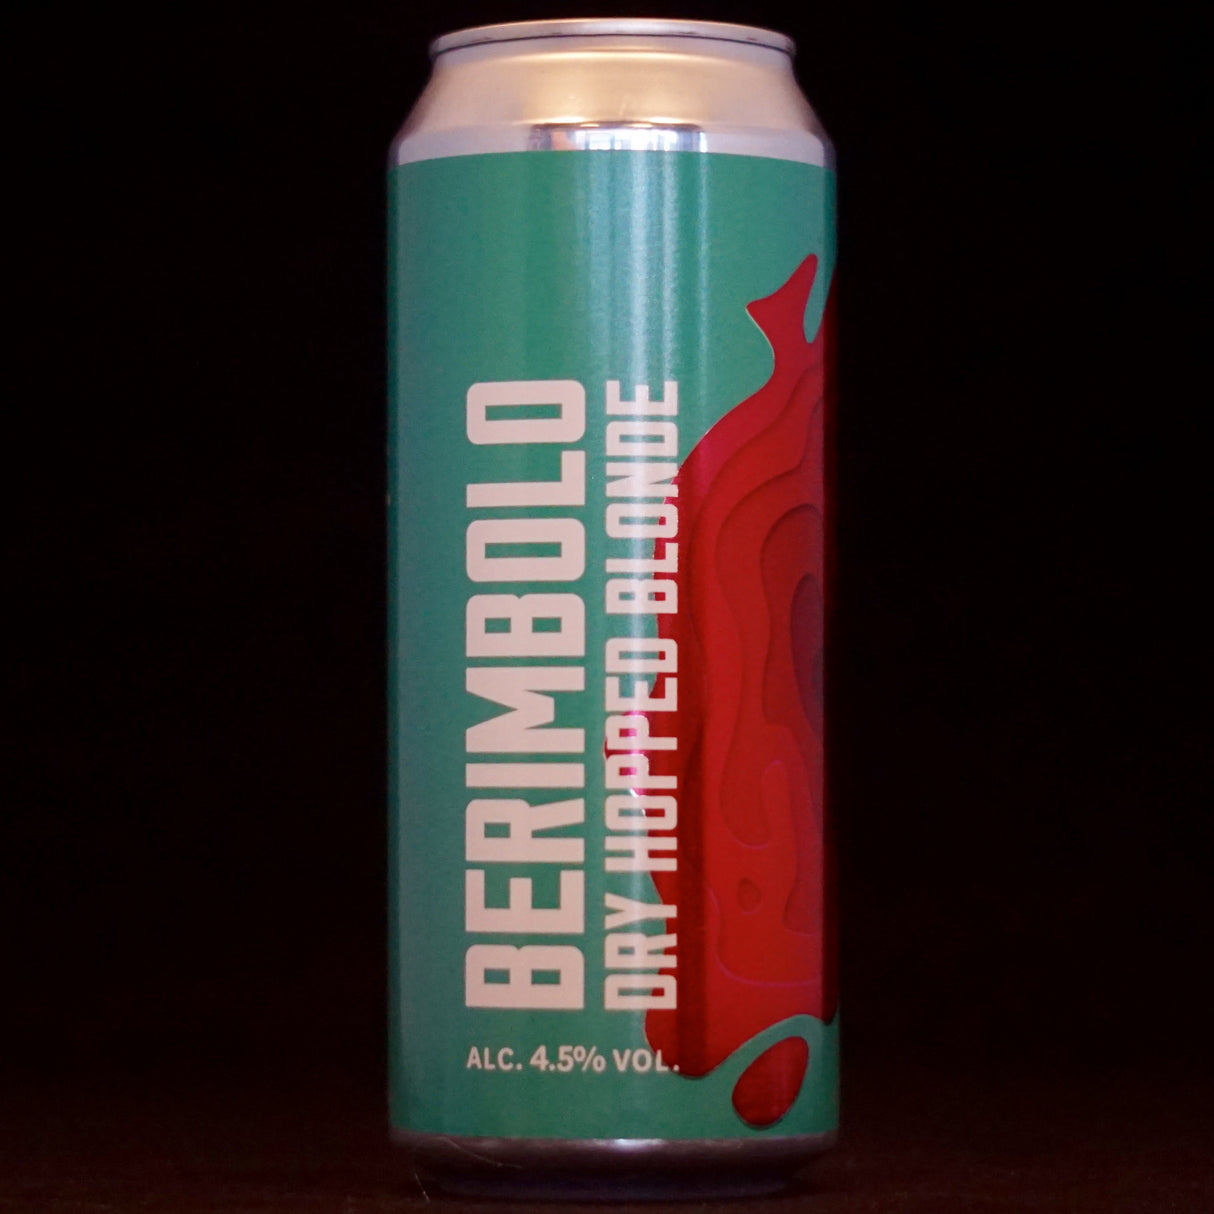 BERIMBOLO
DRY HOPPED BLONDE
ALC. 4.5% VOL.